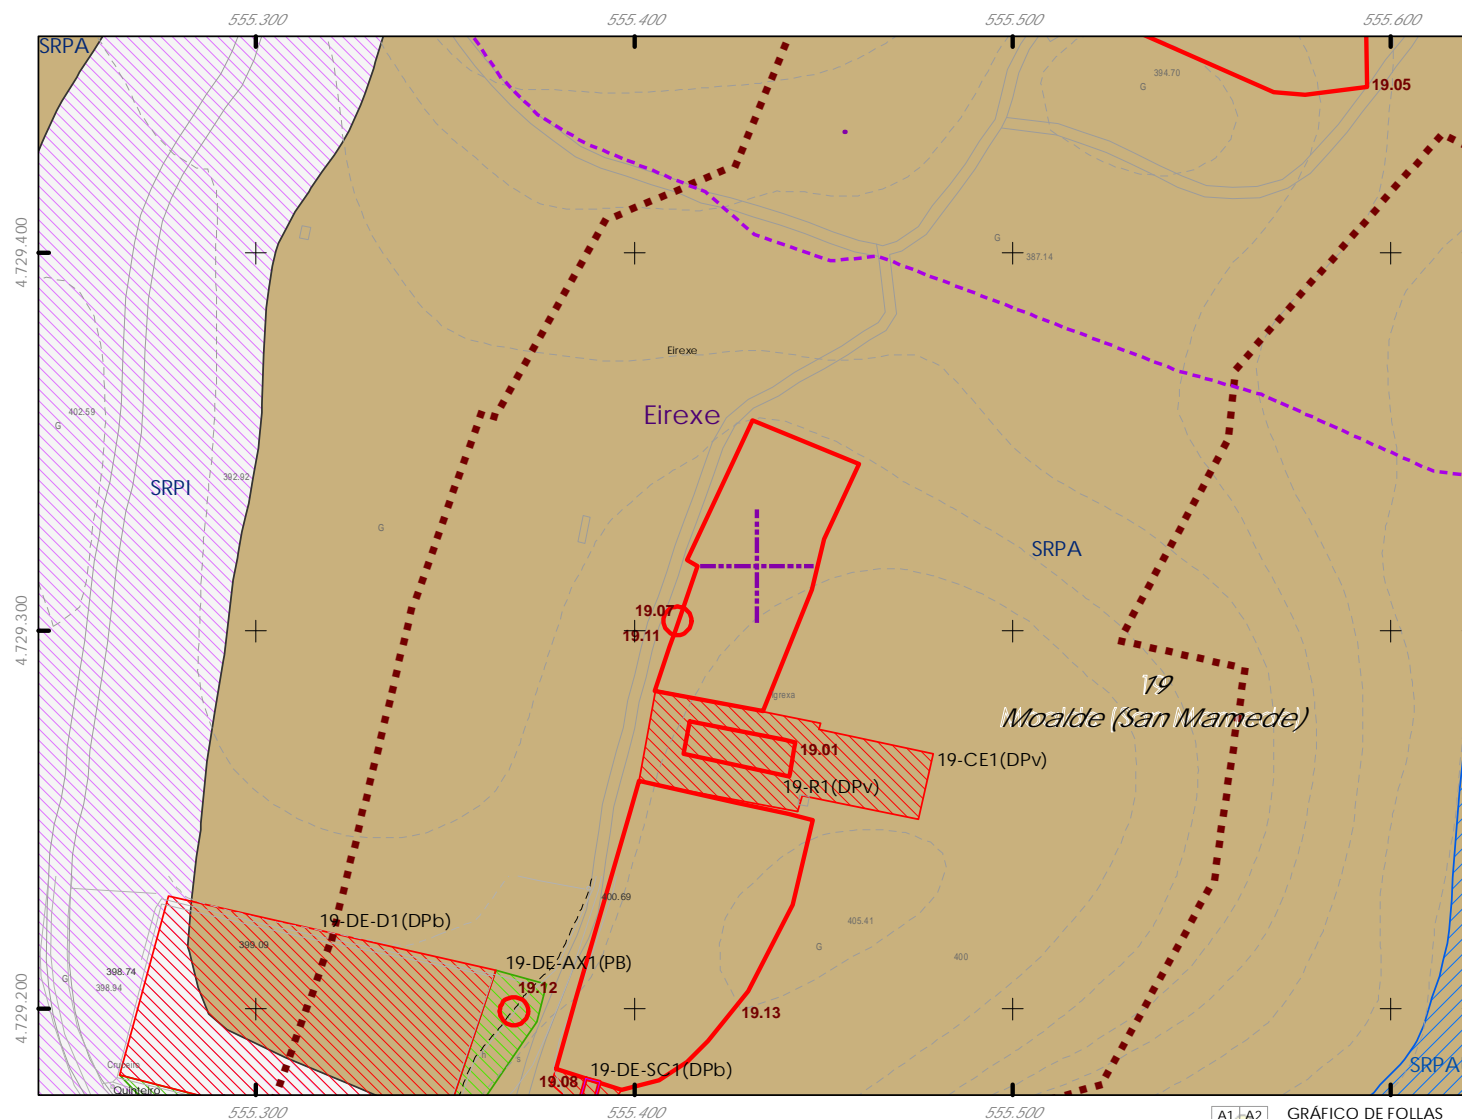 555.300
555.400
555.500
555.600
SRPA
394.70
G
19.05
4.729.400
G
387.14
Eirexe
Eirexe
402.59
G
392.92
SRPI
G
SRPA
4.729.300
19.07
19.11
19
Moalde (San Mamede)
Igrexa
19.01
19-CE1(DPv)
19-R1(DPv)
400.69
19-DE-D1(DPb)
405.41
399.09
G
400
19-DE-AX1(PB)
398.74
G
398.94
19.12
4.729.200
19.13
h
s
Cruceiro
19-DE-SC1(DPb)
SRPA
19.08
Quinteiro
555.300
555.400
555.500
A1
A2
GRÁFICO DE FOLLAS